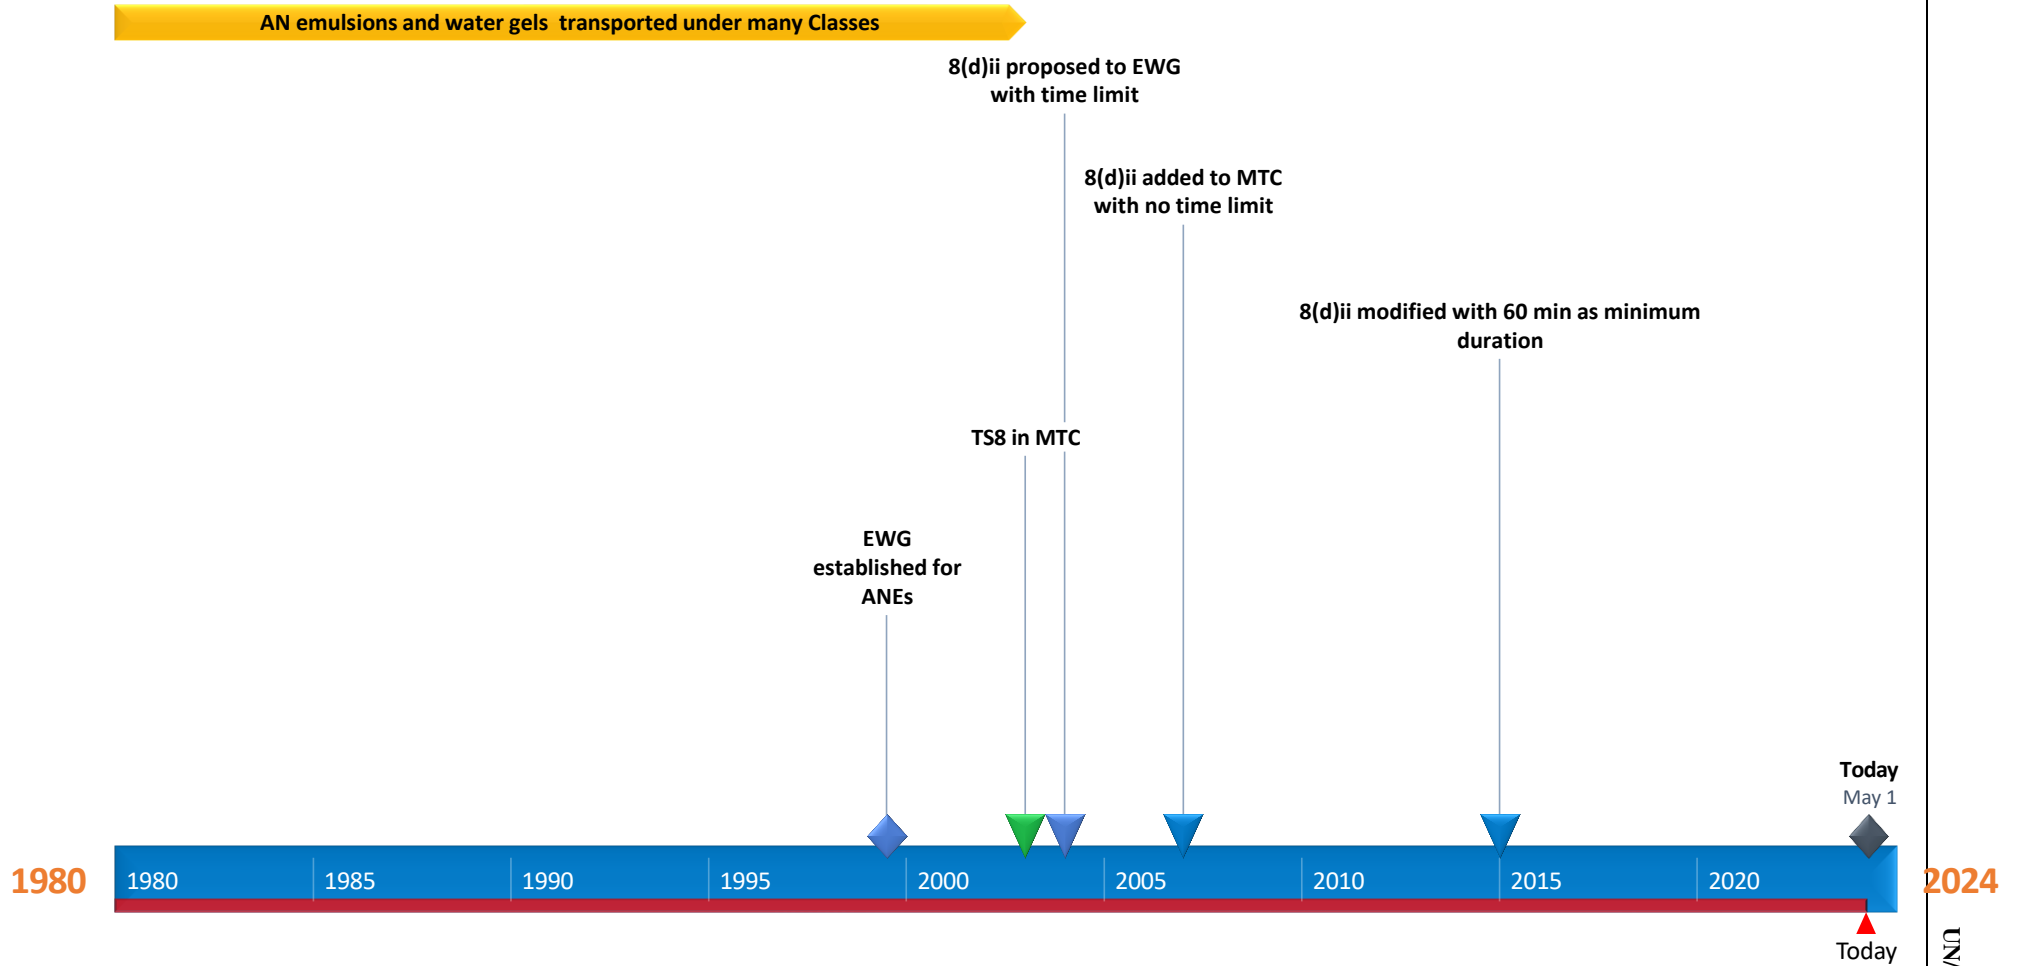 AN emulsions and water gels  transported under many Classes
8(d)ii proposed to EWG
with time limit
8(d)ii added to MTC
with no time limit
8(d)ii modified with 60 min as minimum
duration
TS8 in MTC
EWG
established for
ANEs
Today
May 1
1980
1980
1985
1990
1995
2000
2005
2010
2015
2020
2024
Today
UN